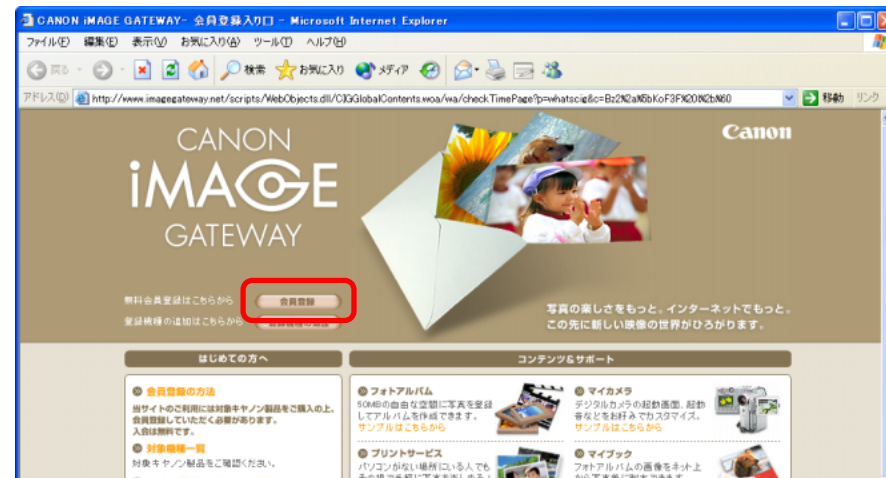 CANON iMAGE GATEWAY- 会員登録入り口 - Microsoft Internet Explorer
ファイル(F) 編集(E) 表示(V) お気に入り(A) ツール(T) ヘルプ(H)
戻る 検索 お気に入り メディア
アドレス(D) http://www.imagegateway.net/scripts/WebObjects.dll/CIGGlobalContents.woa/wa/checkTimePage?p=whatscig&c= 移動 リンク
CANON
iMAGE
GATEWAY
Canon
無料会員登録はこちらから 会員登録
登録機種の追加はこちらから
写真の楽しさをもっと。インターネットでもっと。
この先に新しい映像の世界がひろがります。
はじめての方へ
会員登録の方法
当サイトのご利用には対象キヤノン製品をご購入の上、
会員登録していただく必要があります。
入会は無料です。
対象機種一覧
対象キヤノン製品をご確認ください。
コンテンツ&サポート
フォトアルバム
50MBの自由な空間に写真を登録
してアルバムを作成できます。
サンプルはこちらから
マイカメラ
デジタルカメラの起動画面、起動
音などをお好みでカスタマイズ。
サンプルはこちらから
プリントサービス
パソコンがない場所にいる人でも
マイブック
フォトアルバムの画像をネット上